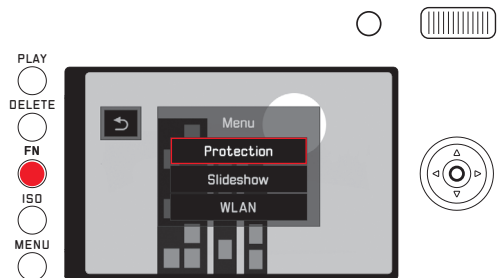 PLAY
DELETE
FN
ISO
MENU
Menu
Protection
Slideshow
WLAN